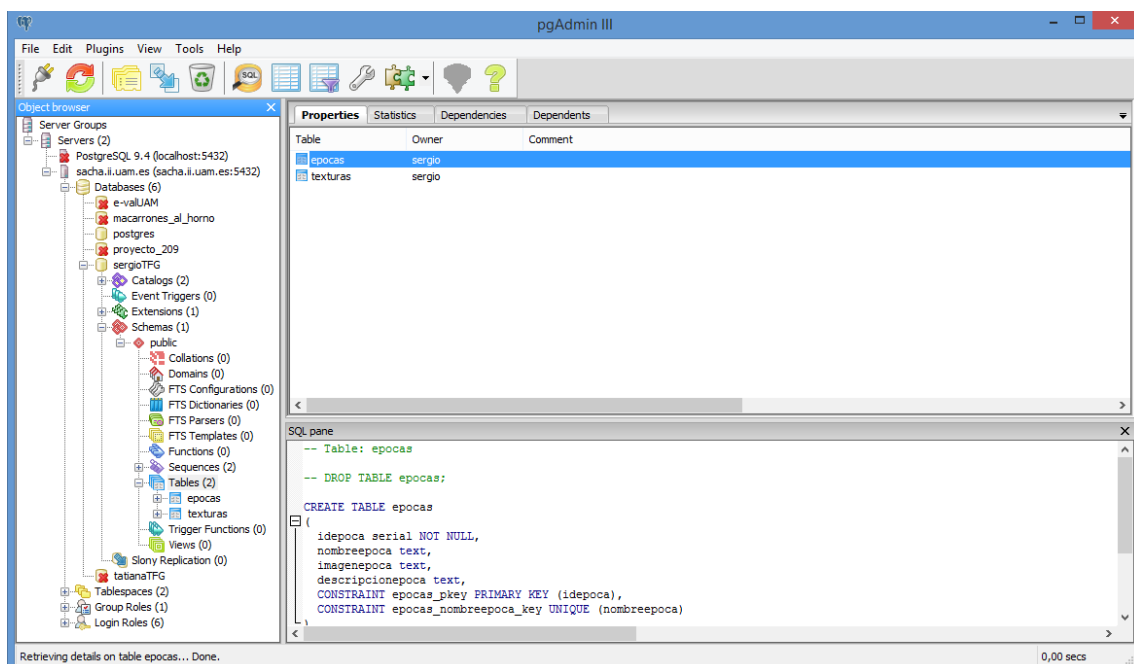 pgAdmin III
File Edit Plugins View Tools Help
SQL
Object browser
Server Groups
Servers (2)
PostgreSQL 9.4 (localhost:5432)
sacha.ii.uam.es (sacha.ii.uam.es:5432)
Databases (6)
e-valUAM
macarrones_al_horno
postgres
proyecto_209
sergioTFG
Catalogs (2)
Event Triggers (0)
Extensions (1)
Schemas (1)
public
Collations (0)
Domains (0)
FTS Configurations (0)
FTS Dictionaries (0)
FTS Parsers (0)
FTS Templates (0)
Functions (0)
Sequences (2)
Tables (2)
epocas
texturas
Trigger Functions (0)
Views (0)
Slony Replication (0)
tatianaTFG
Tablespaces (2)
Group Roles (1)
Login Roles (6)
Properties Statistics Dependencies Dependents
Table Owner Comment
epocas sergio
texturas sergio
SQL pane
-- Table: epocas
-- DROP TABLE epocas;
CREATE TABLE epocas
(
idepoca serial NOT NULL,
nombreepoca text,
imagenepoca text,
descripcionepoca text,
CONSTRAINT epocas_pkey PRIMARY KEY (idepoca),
CONSTRAINT epocas_nombreepoca_key UNIQUE (nombreepoca)
)
Retrieving details on table epocas... Done. 0,00 secs